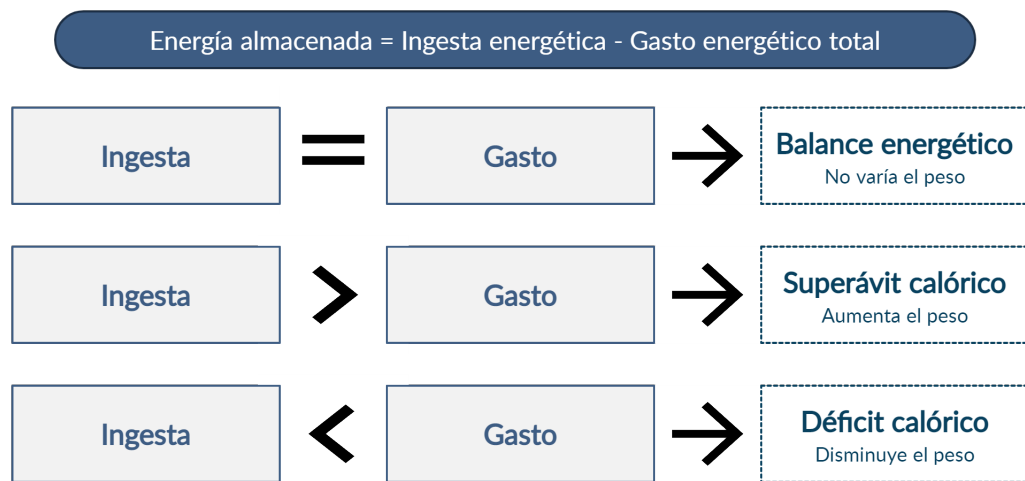 Energía almacenada = Ingesta energética - Gasto energético total
Ingesta = Gasto → Balance energético
No varía el peso
Ingesta > Gasto → Superávit calórico
Aumenta el peso
Ingesta < Gasto → Déficit calórico
Disminuye el peso